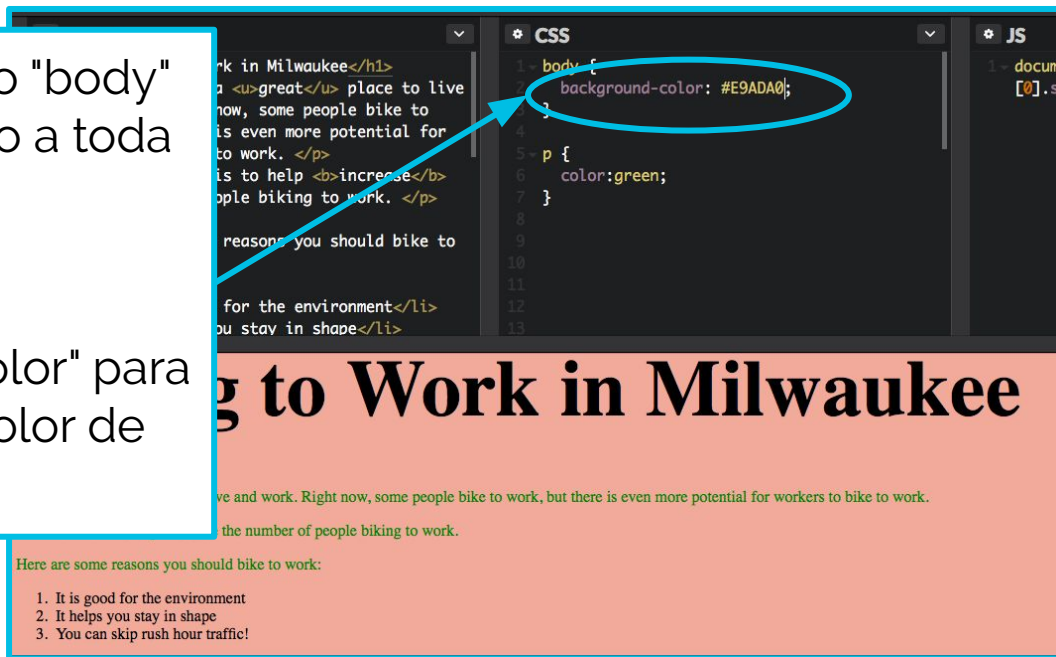 o "body"
o a toda
olor" para
olor de
rk in Milwaukee</h1>
a <u>great</u> place to live
now, some people bike to
is even more potential for
to work. </p>
is to help <b>increase</b>
ople biking to work. </p>
reasons you should bike to
for the environment</li>
ou stay in shape</li>
CSS
1 body {
2 background-color: #E9ADA0;
3 }
4
5 p {
6 color:green;
7 }
8
9
10
11
12
13
JS
1 docum
[0].s
g to Work in Milwaukee
ve and work. Right now, some people bike to work, but there is even more potential for workers to bike to work.
the number of people biking to work.
Here are some reasons you should bike to work:
1. It is good for the environment
2. It helps you stay in shape
3. You can skip rush hour traffic!